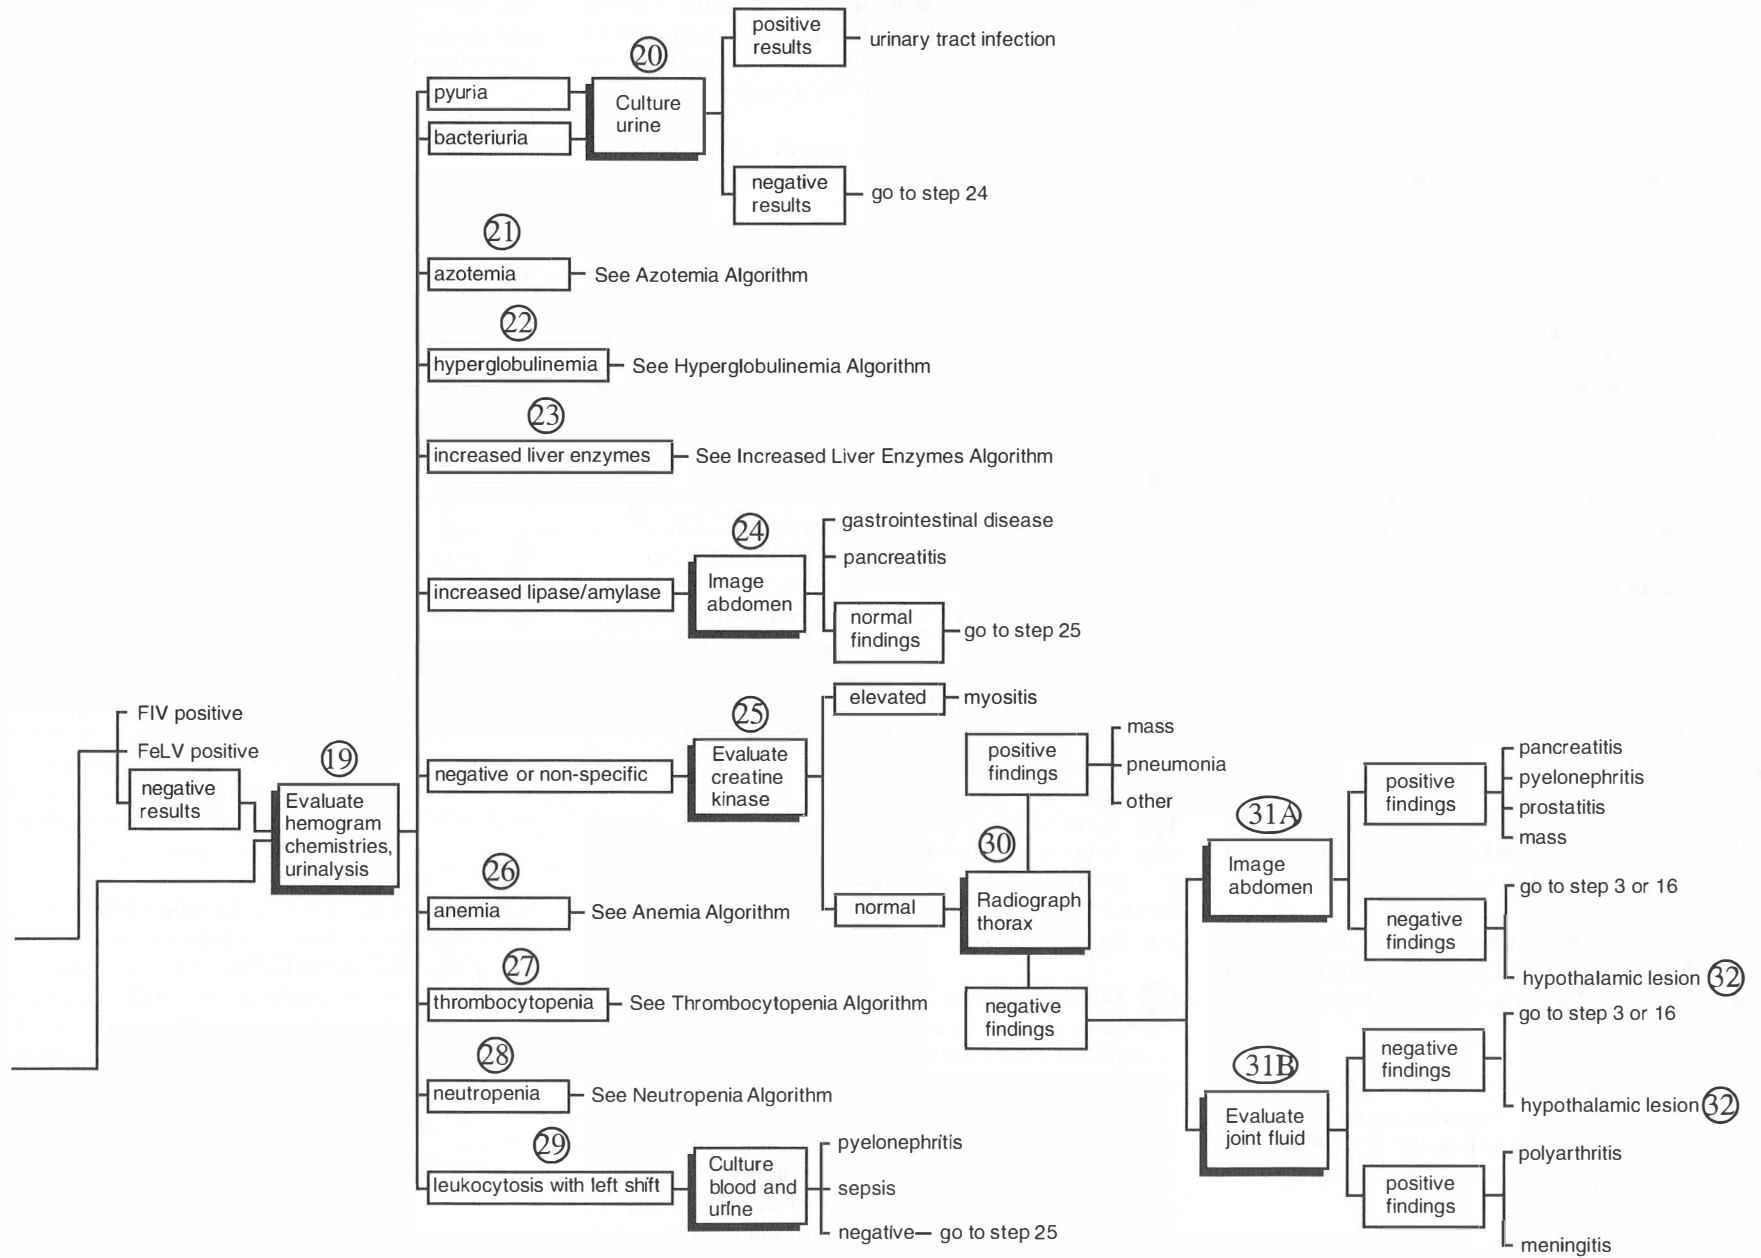 20
positive
results
urinary tract infection
pyuria
bacteriuria
Culture
urine
negative
results
go to step 24
21
azotemia
See Azotemia Algorithm
22
hyperglobulinemia
See Hyperglobulinemia Algorithm
23
increased liver enzymes
See Increased Liver Enzymes Algorithm
24
increased lipase/amylase
Image
abdomen
gastrointestinal disease
pancreatitis
normal
findings
go to step 25
FIV positive
FeLV positive
negative
results
19
Evaluate
hemogram
chemistries,
urinalysis
25
negative or non-specific
Evaluate
creatine
kinase
elevated
myositis
normal
30
Radiograph
thorax
positive
findings
mass
pneumonia
other
negative
findings
26
anemia
See Anemia Algorithm
27
thrombocytopenia
See Thrombocytopenia Algorithm
28
neutropenia
See Neutropenia Algorithm
29
leukocytosis with left shift
Culture
blood and
urine
pyelonephritis
sepsis
negative— go to step 25
31A
Image
abdomen
positive
findings
pancreatitis
pyelonephritis
prostatitis
mass
negative
findings
go to step 3 or 16
hypothalamic lesion 32
31B
Evaluate
joint fluid
negative
findings
go to step 3 or 16
hypothalamic lesion 32
positive
findings
polyarthritis
meningitis